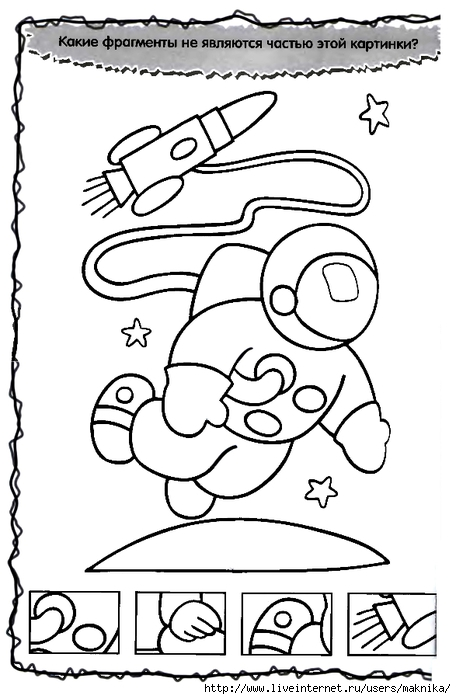 Какие фрагменты не являются частью этой картинки?
http://www.liveinternet.ru/users/maknika/